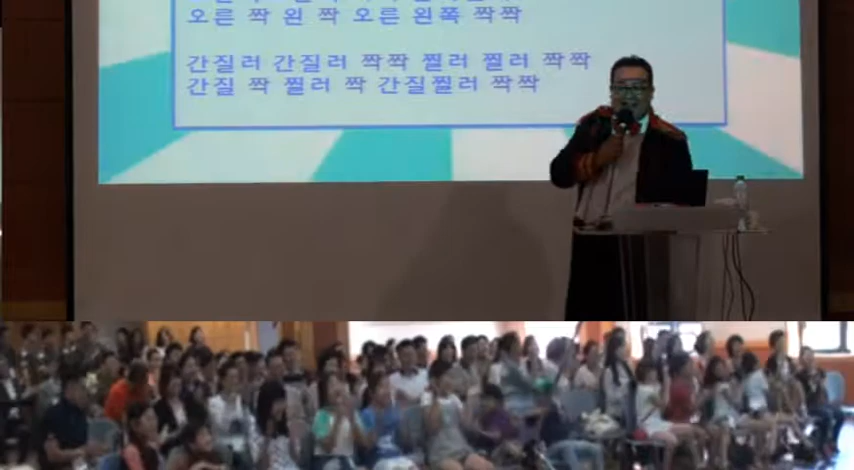 오른 짝 왼 짝 오른 왼쪽 짝짝
간질러 간질러 짝짝 찔러 찔러 짝짝
간질 짝 찔러 짝 간질찔러 짝짝